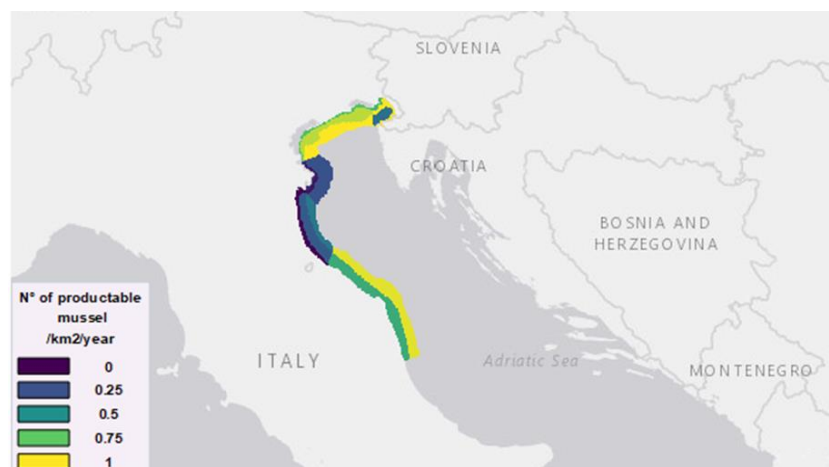 SLOVENIA
CROATIA
BOSNIA AND
HERZEGOVINA
N° of productable
mussel
/km2/year
0
0.25
0.5
0.75
1
ITALY
Adriatic Sea
MONTENEGRO